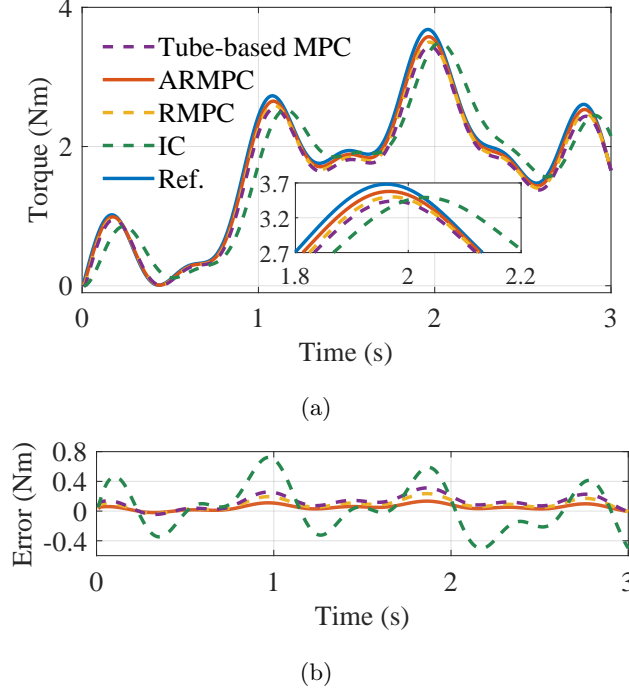 4
Tube-based MPC
ARMPC
RMPC
IC
Ref.
2
0
Torque (Nm)
3.7
3.2
2.7
1.8
2
2.2
0
1
2
3
Time (s)
(a)
0.8
0.4
0
-0.4
Error (Nm)
0
1
2
3
Time (s)
(b)